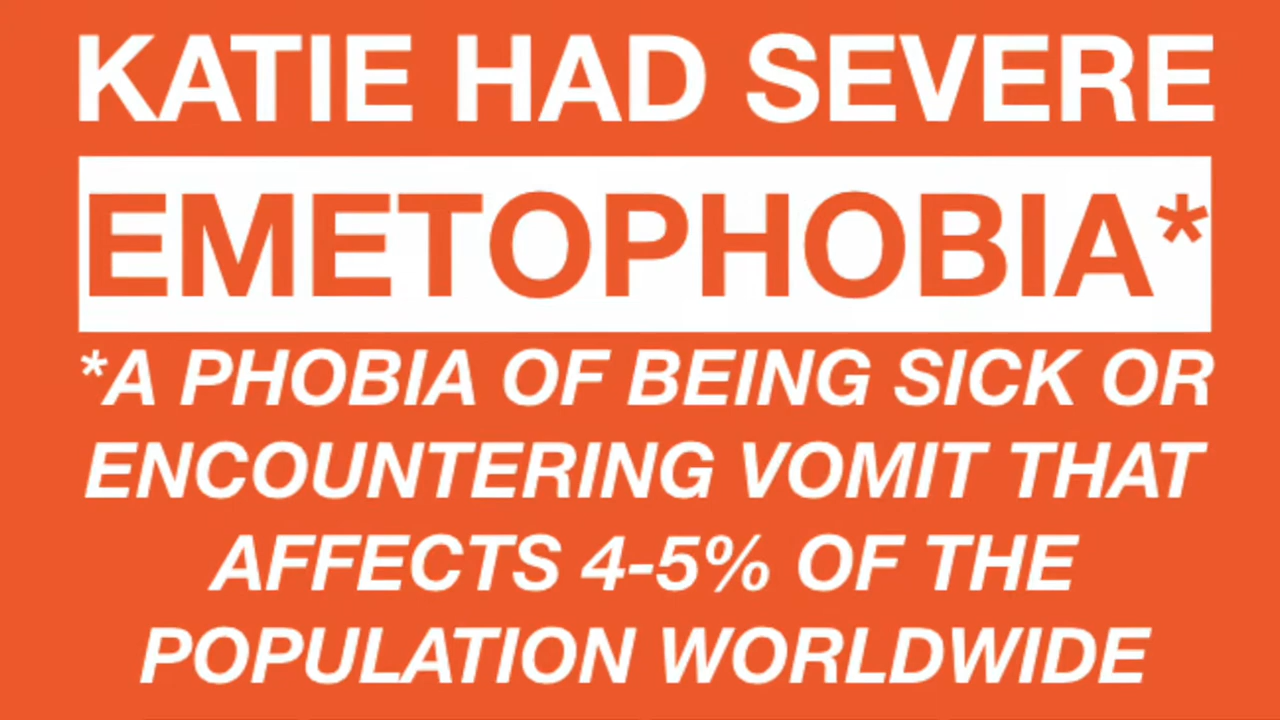 KATIE HAD SEVERE
EMETOPHOBIA*
*A PHOBIA OF BEING SICK OR
ENCOUNTERING VOMIT THAT
AFFECTS 4-5% OF THE
POPULATION WORLDWIDE